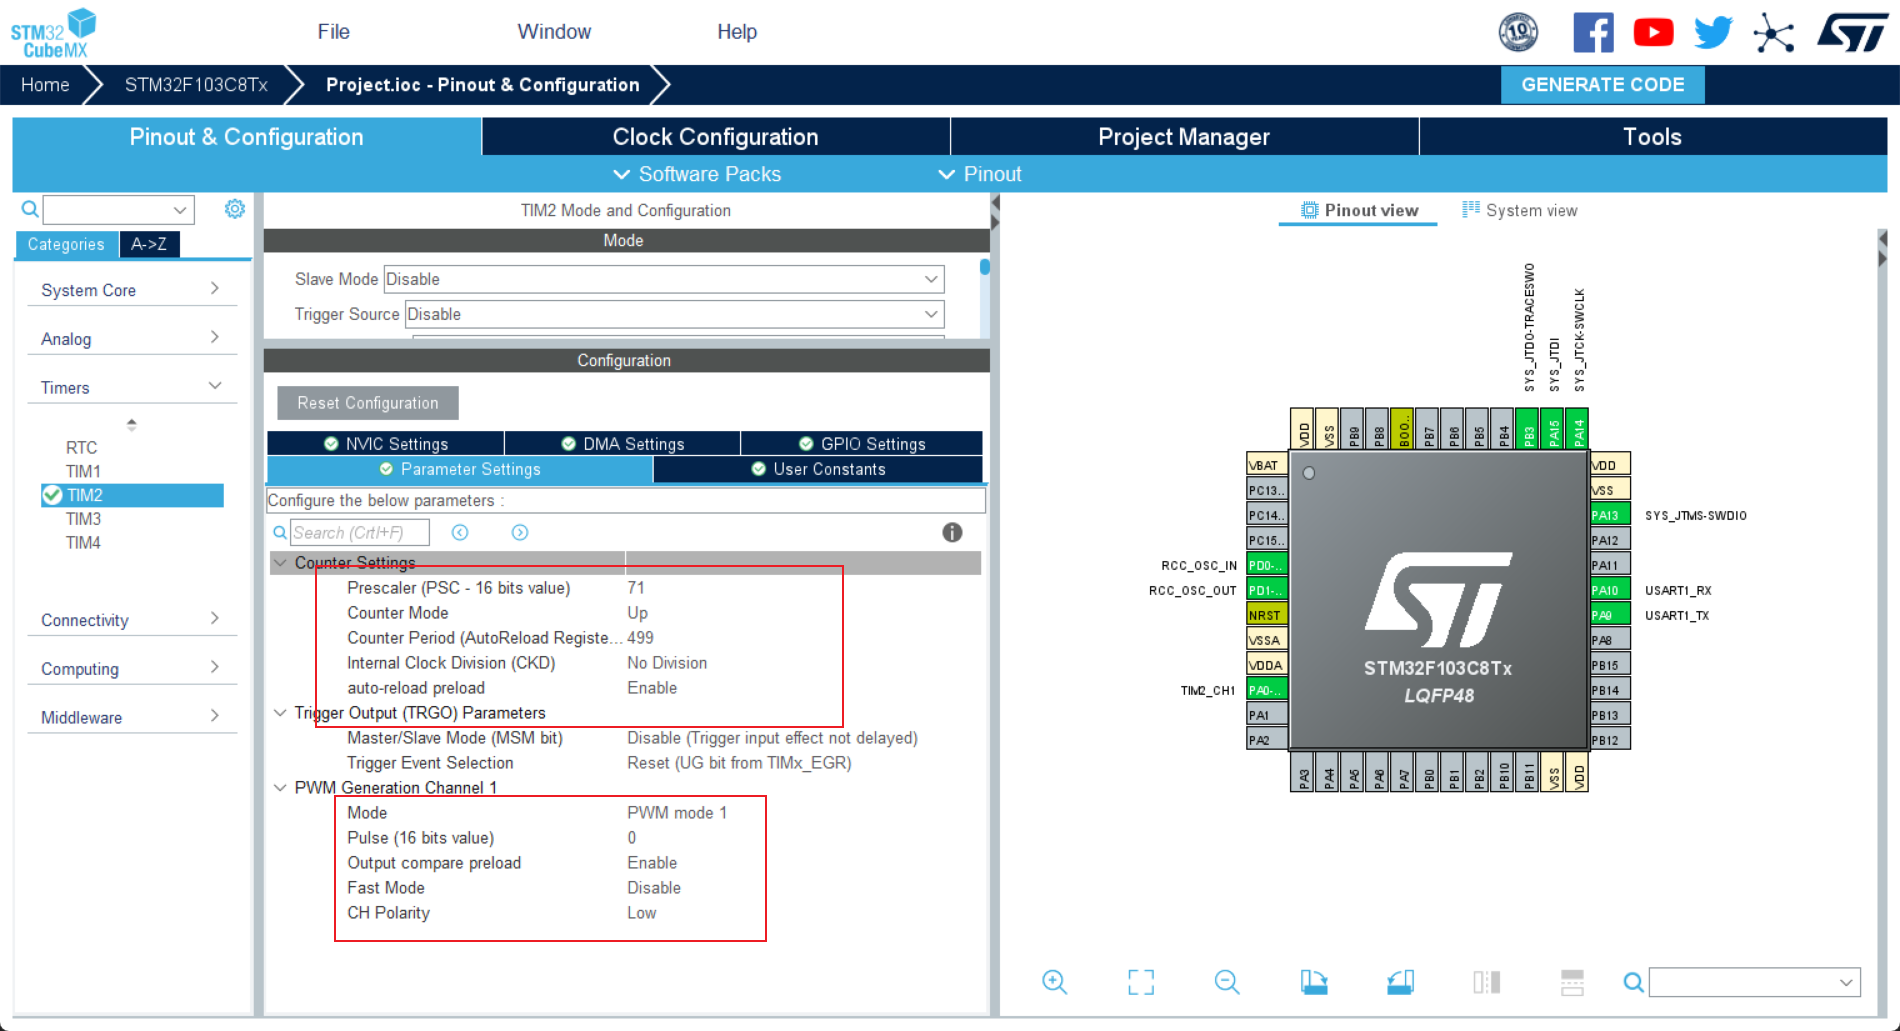 STM32
CubeMX
File
Window
Help
10
Home
STM32F103C8Tx
Project.ioc - Pinout & Configuration
GENERATE CODE
Pinout & Configuration
Clock Configuration
Project Manager
Tools
Software Packs
Pinout
Categories
A->Z
System Core
Analog
Timers
RTC
TIM1
TIM2
TIM3
TIM4
Connectivity
Computing
Middleware
TIM2 Mode and Configuration
Mode
Slave Mode Disable
Trigger Source Disable
Configuration
Reset Configuration
NVIC Settings
DMA Settings
GPIO Settings
Parameter Settings
User Constants
Configure the below parameters :
Search (Crtl+F)
Counter Settings
Prescaler (PSC - 16 bits value) 71
Counter Mode Up
Counter Period (AutoReload Registe... 499
Internal Clock Division (CKD) No Division
auto-reload preload Enable
Trigger Output (TRGO) Parameters
Master/Slave Mode (MSM bit) Disable (Trigger input effect not delayed)
Trigger Event Selection Reset (UG bit from TIMx_EGR)
PWM Generation Channel 1
Mode PWM mode 1
Pulse (16 bits value) 0
Output compare preload Enable
Fast Mode Disable
CH Polarity Low
Pinout view
System view
SYS_JTDO-TRACESWO
SYS_JTDI
SYS_JTCK-SWCLK
VDD
VSS
PB9
PB8
BOO..
PB7
PB6
PB5
PB4
PB3
PA15
PA14
VBAT
PC13..
PC14..
PC15..
RCC_OSC_IN PD0-..
RCC_OSC_OUT PD1-..
NRST
VSSA
VDDA
TIM2_CH1 PA0-..
PA1
PA2
STM32F103C8Tx
LQFP48
VDD
VSS
PA13 SYS_JTMS-SWDIO
PA12
PA11
PA10 USART1_RX
PA9 USART1_TX
PA8
PB15
PB14
PB13
PB12
PA3
PA4
PA5
PA6
PA7
PB0
PB1
PB2
PB10
PB11
VSS
VDD